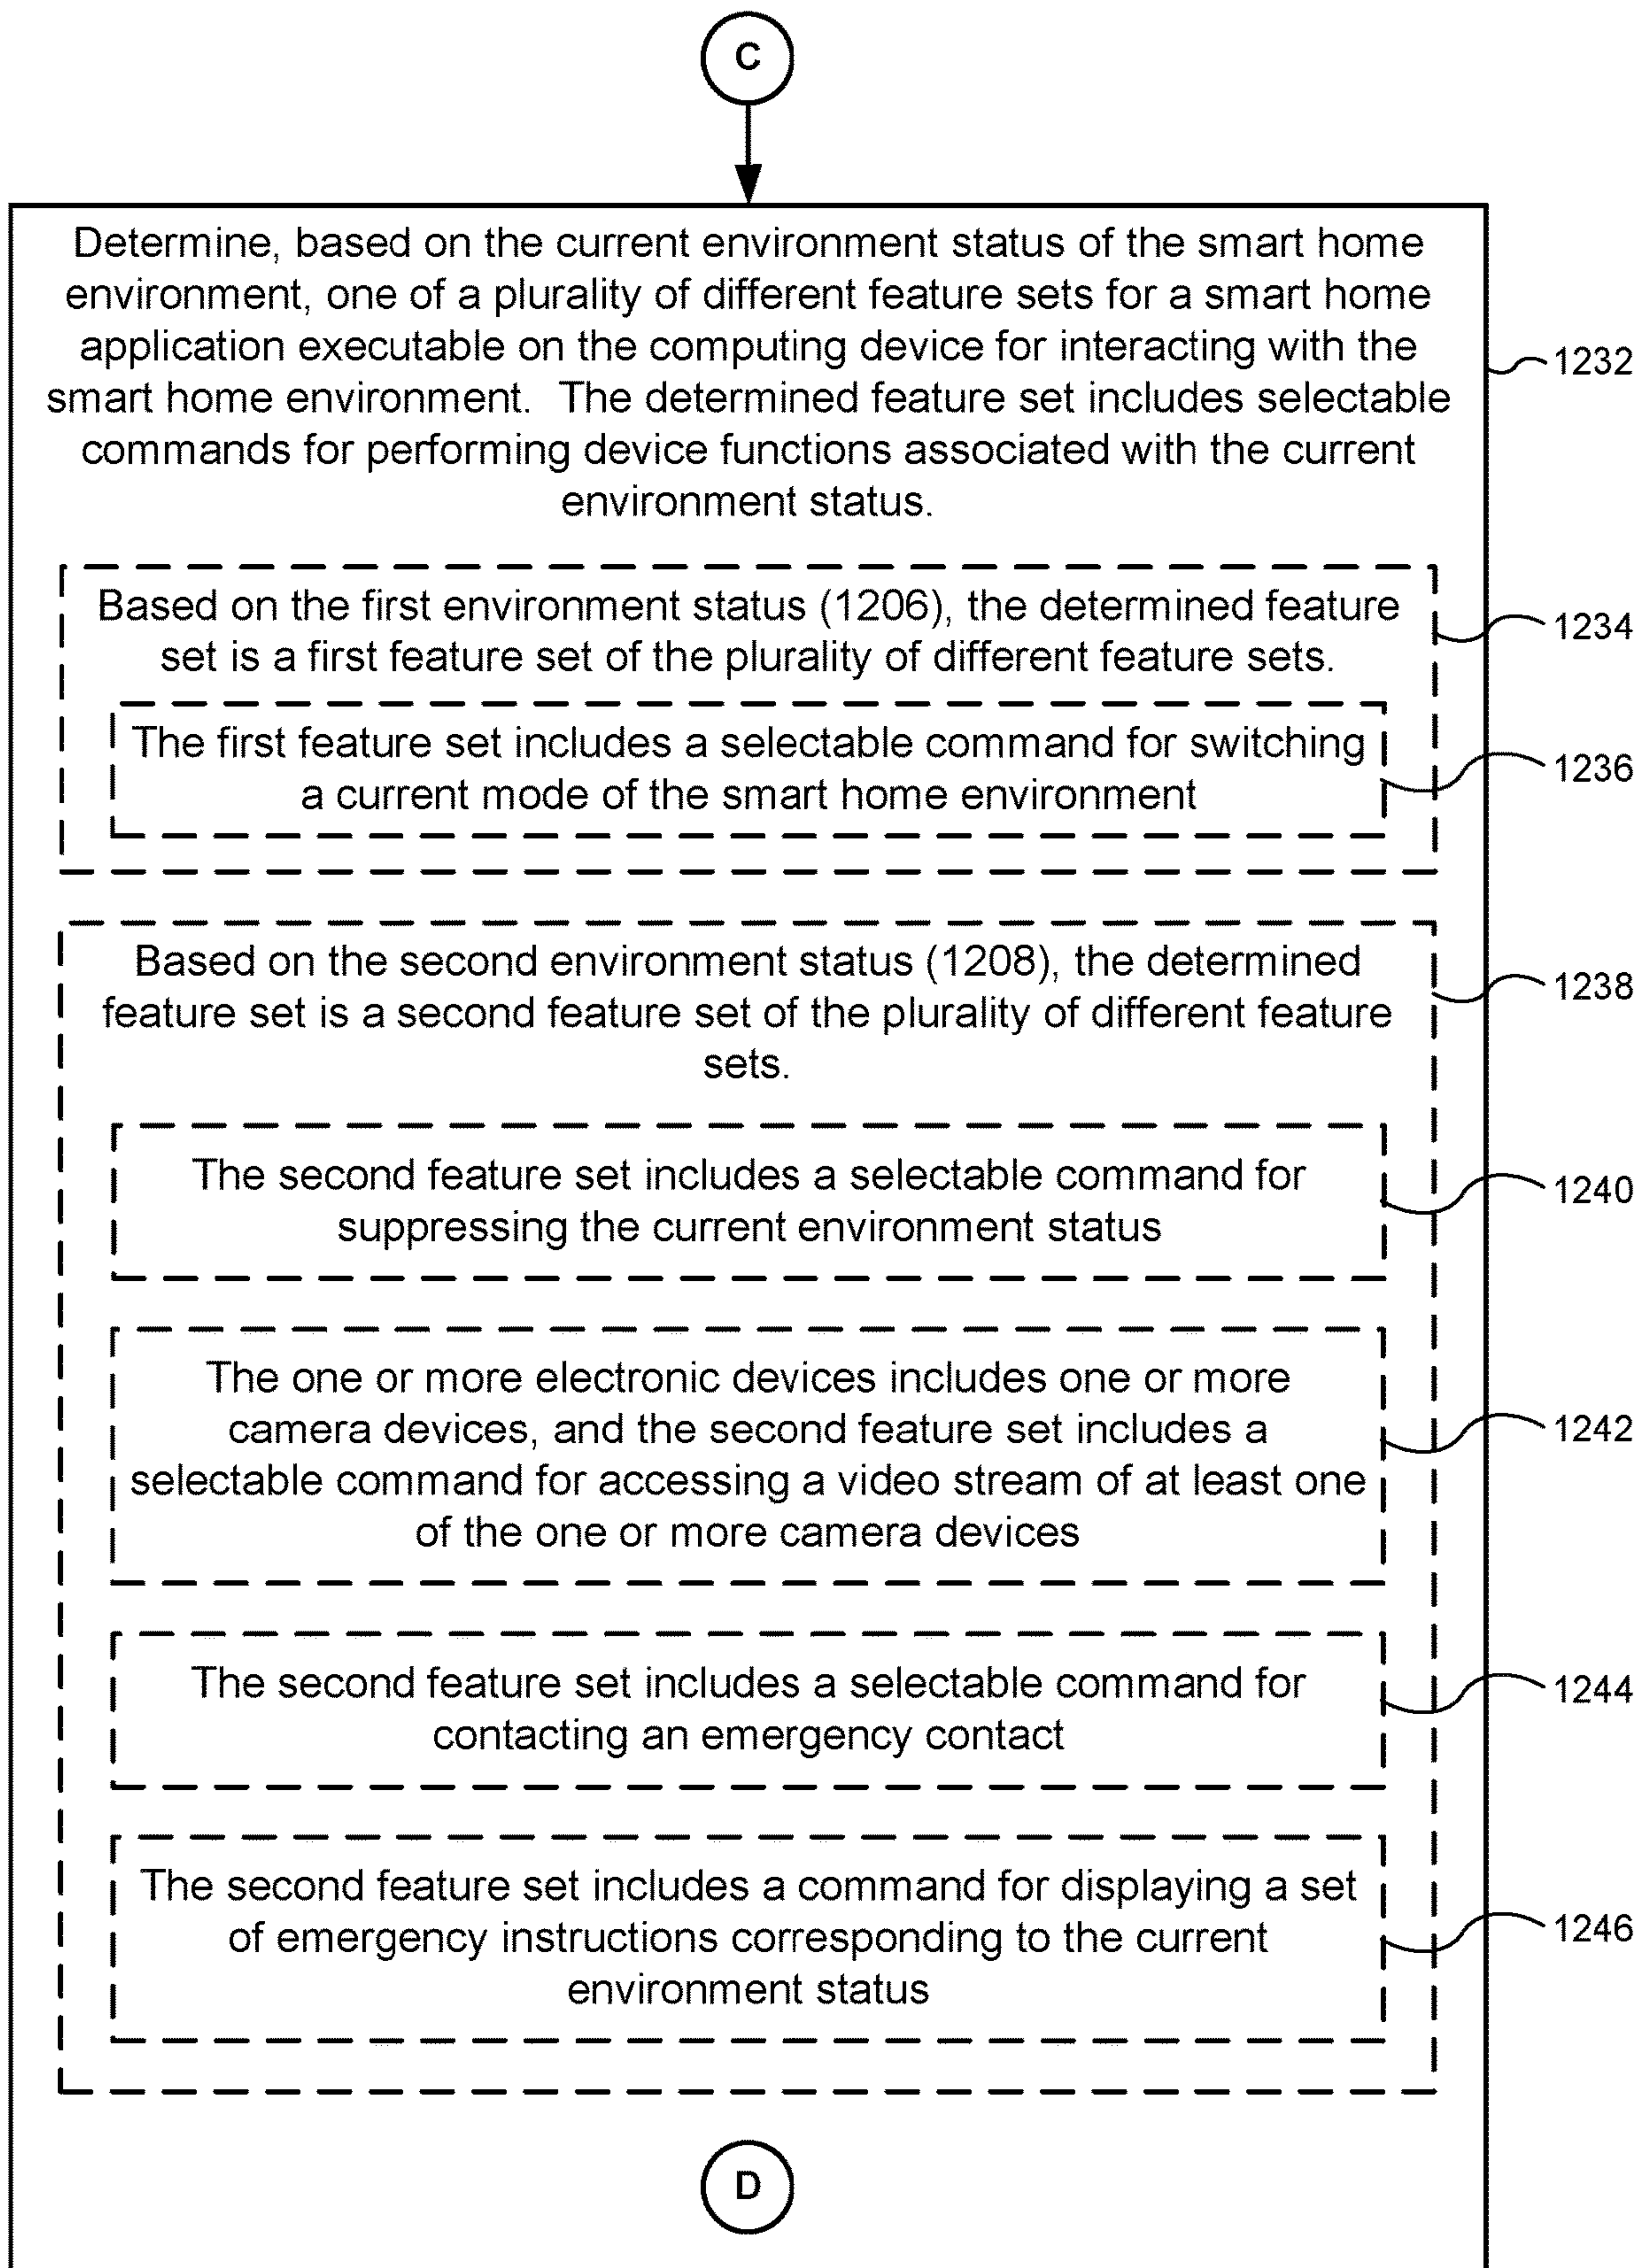 C
Determine, based on the current environment status of the smart home
environment, one of a plurality of different feature sets for a smart home
application executable on the computing device for interacting with the
smart home environment.  The determined feature set includes selectable
commands for performing device functions associated with the current
environment status.
1232
Based on the first environment status (1206), the determined feature
set is a first feature set of the plurality of different feature sets.
1234
The first feature set includes a selectable command for switching
a current mode of the smart home environment
1236
Based on the second environment status (1208), the determined
feature set is a second feature set of the plurality of different feature
sets.
1238
The second feature set includes a selectable command for
suppressing the current environment status
1240
The one or more electronic devices includes one or more
camera devices, and the second feature set includes a
selectable command for accessing a video stream of at least one
of the one or more camera devices
1242
The second feature set includes a selectable command for
contacting an emergency contact
1244
The second feature set includes a command for displaying a set
of emergency instructions corresponding to the current
environment status
1246
D